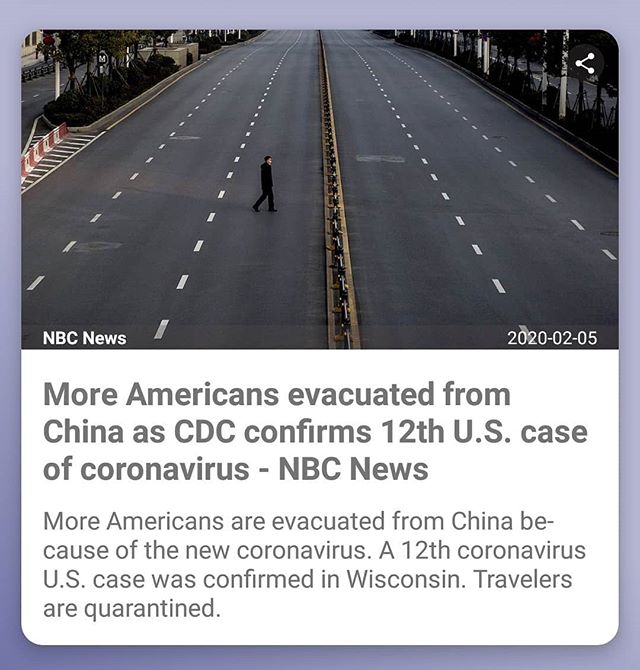 NBC News
2020-02-05
More Americans evacuated from
China as CDC confirms 12th U.S. case
of coronavirus - NBC News
More Americans are evacuated from China be-
cause of the new coronavirus. A 12th coronavirus
U.S. case was confirmed in Wisconsin. Travelers
are quarantined.